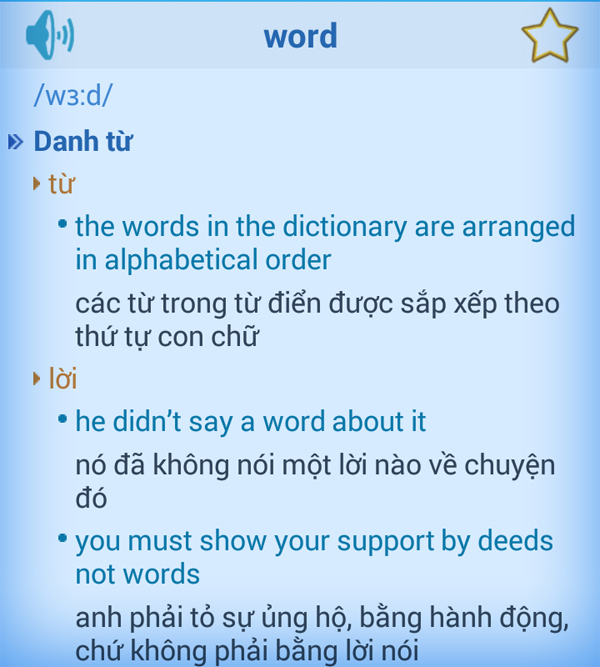 word
/wɜ:d/
Danh từ
từ
the words in the dictionary are arranged
in alphabetical order
các từ trong từ điển được sắp xếp theo
thứ tự con chữ
lời
he didn’t say a word about it
nó đã không nói một lời nào về chuyện
đó
you must show your support by deeds
not words
anh phải tỏ sự ủng hộ, bằng hành động,
chứ không phải bằng lời nói